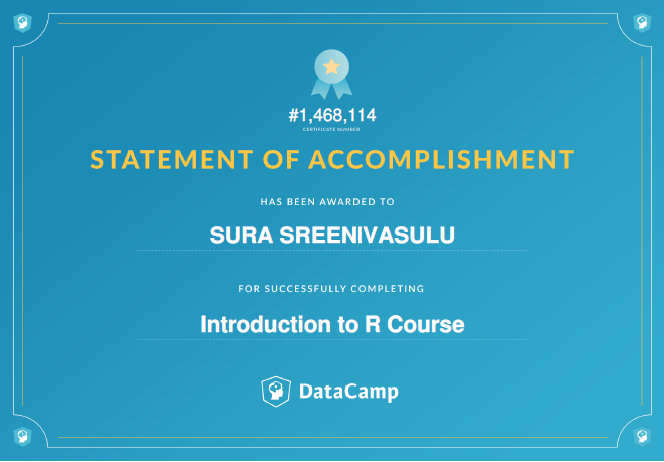 #1,468,114
CERTIFICATE NUMBER
STATEMENT OF ACCOMPLISHMENT
HAS BEEN AWARDED TO
SURA SREENIVASULU
FOR SUCCESSFULLY COMPLETING
Introduction to R Course
DataCamp